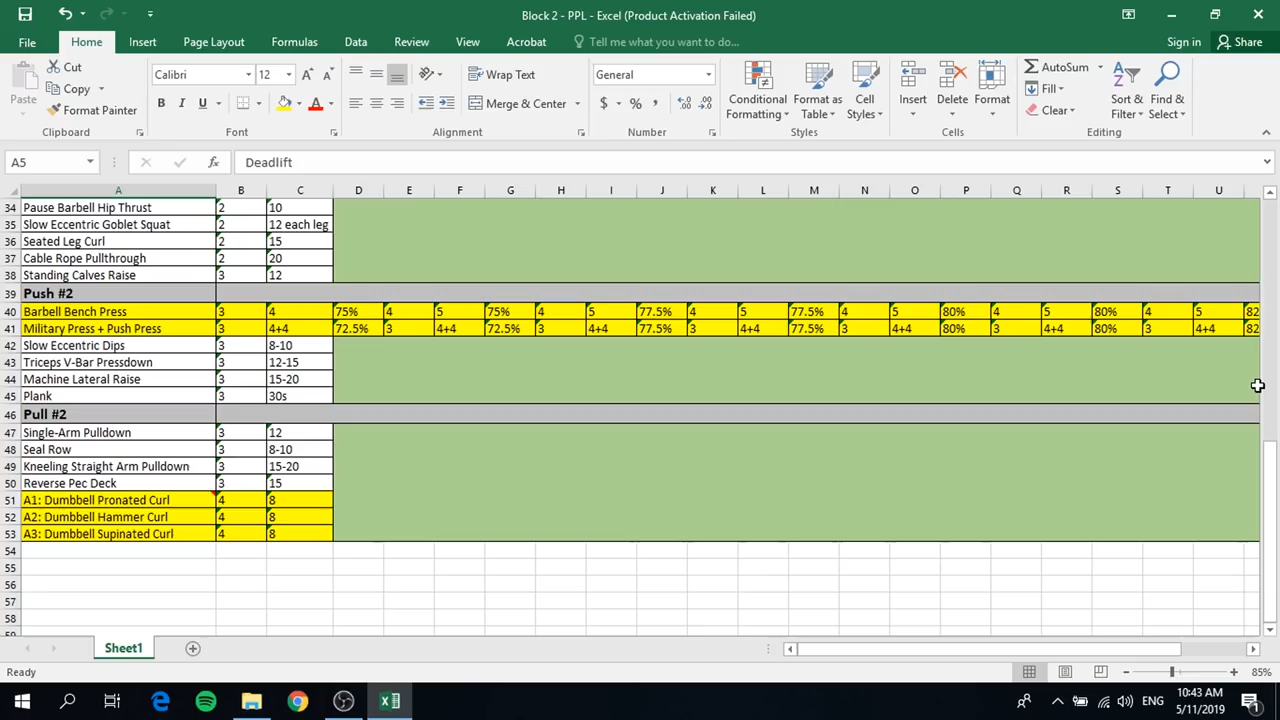 Block 2 - PPL - Excel (Product Activation Failed)
File Home Insert Page Layout Formulas Data Review View Acrobat Tell me what you want to do... Sign in Share
Paste Cut Calibri 12 Wrap Text General Conditional Formatting Format as Table Cell Styles Insert Delete Format AutoSum Sort & Filter Find & Select
Copy Merge & Center Fill
Format Painter Clear
Clipboard Font Alignment Number Styles Cells Editing
A5 Deadlift
A B C D E F G H I J K L M N O P Q R S T U
34 Pause Barbell Hip Thrust 2 10
35 Slow Eccentric Goblet Squat 2 12 each leg
36 Seated Leg Curl 2 15
37 Cable Rope Pullthrough 2 20
38 Standing Calves Raise 3 12
39 Push #2
40 Barbell Bench Press 3 4 75% 4 5 75% 4 5 77.5% 4 5 77.5% 4 5 80% 4 5 80% 4 5 82
41 Military Press + Push Press 3 4+4 72.5% 3 4+4 72.5% 3 4+4 77.5% 3 4+4 77.5% 3 4+4 80% 3 4+4 80% 3 4+4 82
42 Slow Eccentric Dips 3 8-10
43 Triceps V-Bar Pressdown 3 12-15
44 Machine Lateral Raise 3 15-20
45 Plank 3 30s
46 Pull #2
47 Single-Arm Pulldown 3 12
48 Seal Row 3 8-10
49 Kneeling Straight Arm Pulldown 3 15-20
50 Reverse Pec Deck 3 15
51 A1: Dumbbell Pronated Curl 4 8
52 A2: Dumbbell Hammer Curl 4 8
53 A3: Dumbbell Supinated Curl 4 8
54
55
56
57
58
Sheet1
Ready 85%
ENG 10:43 AM
5/11/2019